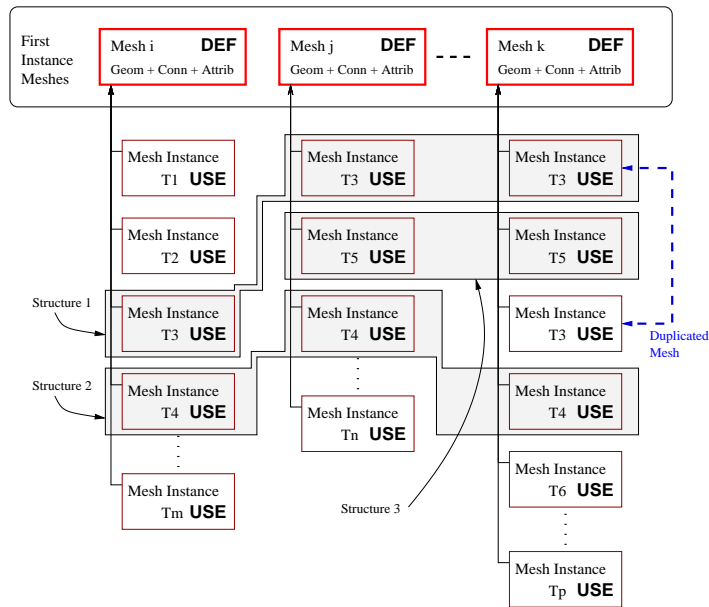 First
Instance
Meshes
Mesh i DEF
Geom + Conn + Attrib
Mesh j DEF
Geom + Conn + Attrib
Mesh k DEF
Geom + Conn + Attrib
Mesh Instance
T1 USE
Mesh Instance
T3 USE
Mesh Instance
T3 USE
Mesh Instance
T2 USE
Mesh Instance
T5 USE
Mesh Instance
T5 USE
Structure 1
Mesh Instance
T3 USE
Mesh Instance
T4 USE
Mesh Instance
T3 USE
Duplicated
Mesh
Structure 2
Mesh Instance
T4 USE
Mesh Instance
Tn USE
Mesh Instance
T4 USE
Mesh Instance
Tm USE
Structure 3
Mesh Instance
T6 USE
Mesh Instance
Tp USE